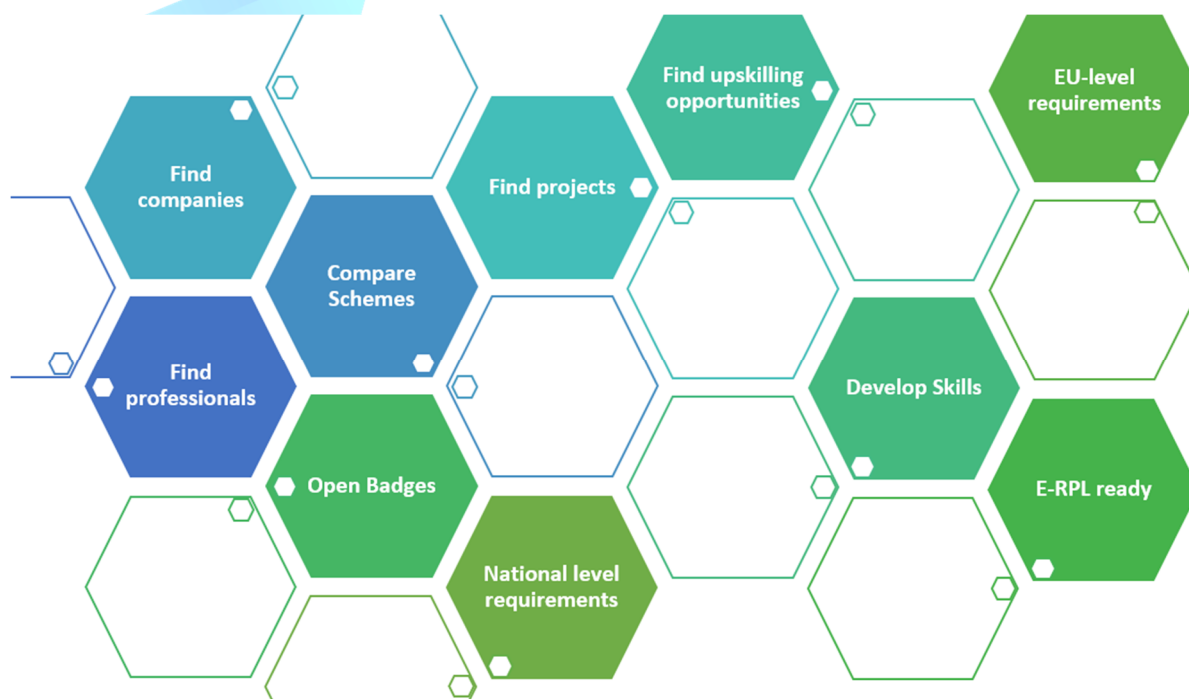 Find upskilling
opportunities
EU-level
requirements
Find
companies
Find projects
Compare
Schemes
Find
professionals
Develop Skills
Open Badges
E-RPL ready
National level
requirements